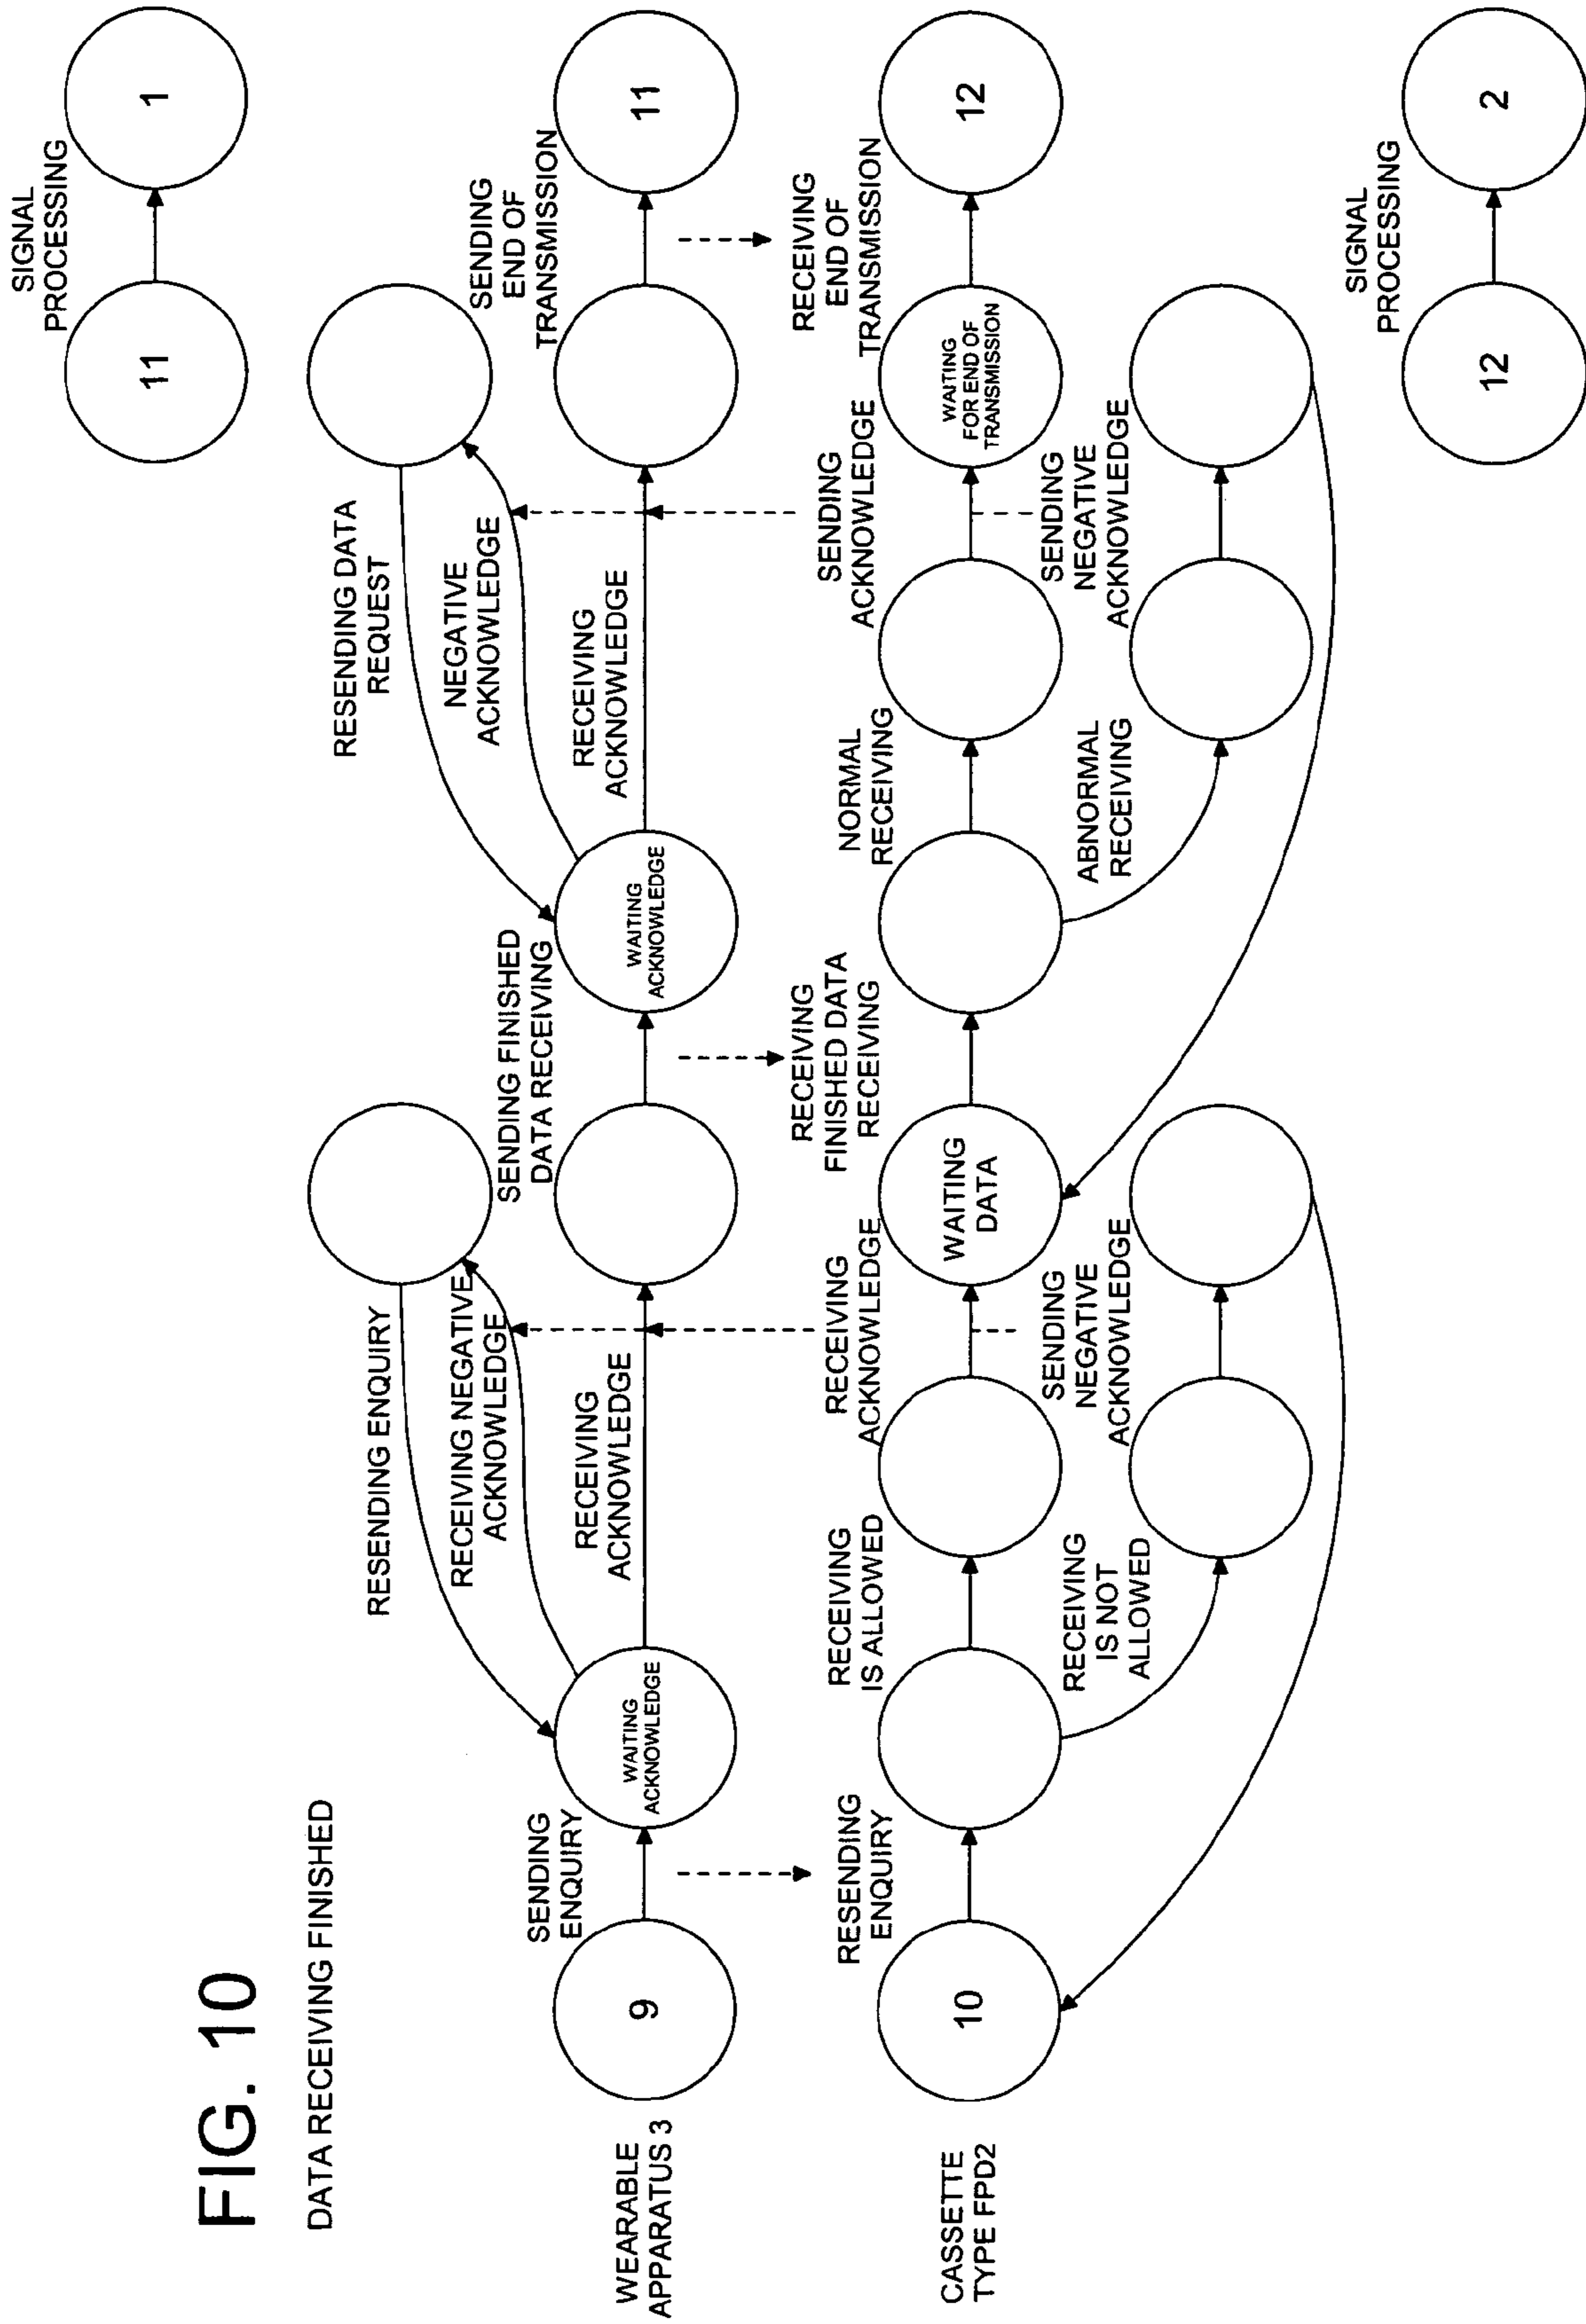 FIG. 10
DATA RECEIVING FINISHED
SIGNAL
PROCESSING
11
1
RESENDING ENQUIRY
RECEIVING NEGATIVE
ACKNOWLEDGE
RESENDING DATA
REQUEST
NEGATIVE
ACKNOWLEDGE
WEARABLE
APPARATUS 3
9
SENDING
ENQUIRY
WAITING
ACKNOWLEDGE
RECEIVING
ACKNOWLEDGE
SENDING FINISHED
DATA RECEIVING
WAITING
ACKNOWLEDGE
RECEIVING
ACKNOWLEDGE
SENDING
END OF
TRANSMISSION
11
CASSETTE
TYPE FPD2
10
RESENDING
ENQUIRY
RECEIVING
IS ALLOWED
RECEIVING
ACKNOWLEDGE
WAITING
DATA
RECEIVING
FINISHED DATA
RECEIVING
NORMAL
RECEIVING
SENDING
ACKNOWLEDGE
WAITING
FOR END OF
TRANSMISSION
RECEIVING
END OF
TRANSMISSION
12
RECEIVING
IS NOT
ALLOWED
SENDING
NEGATIVE
ACKNOWLEDGE
ABNORMAL
RECEIVING
SENDING
NEGATIVE
ACKNOWLEDGE
SIGNAL
PROCESSING
12
2